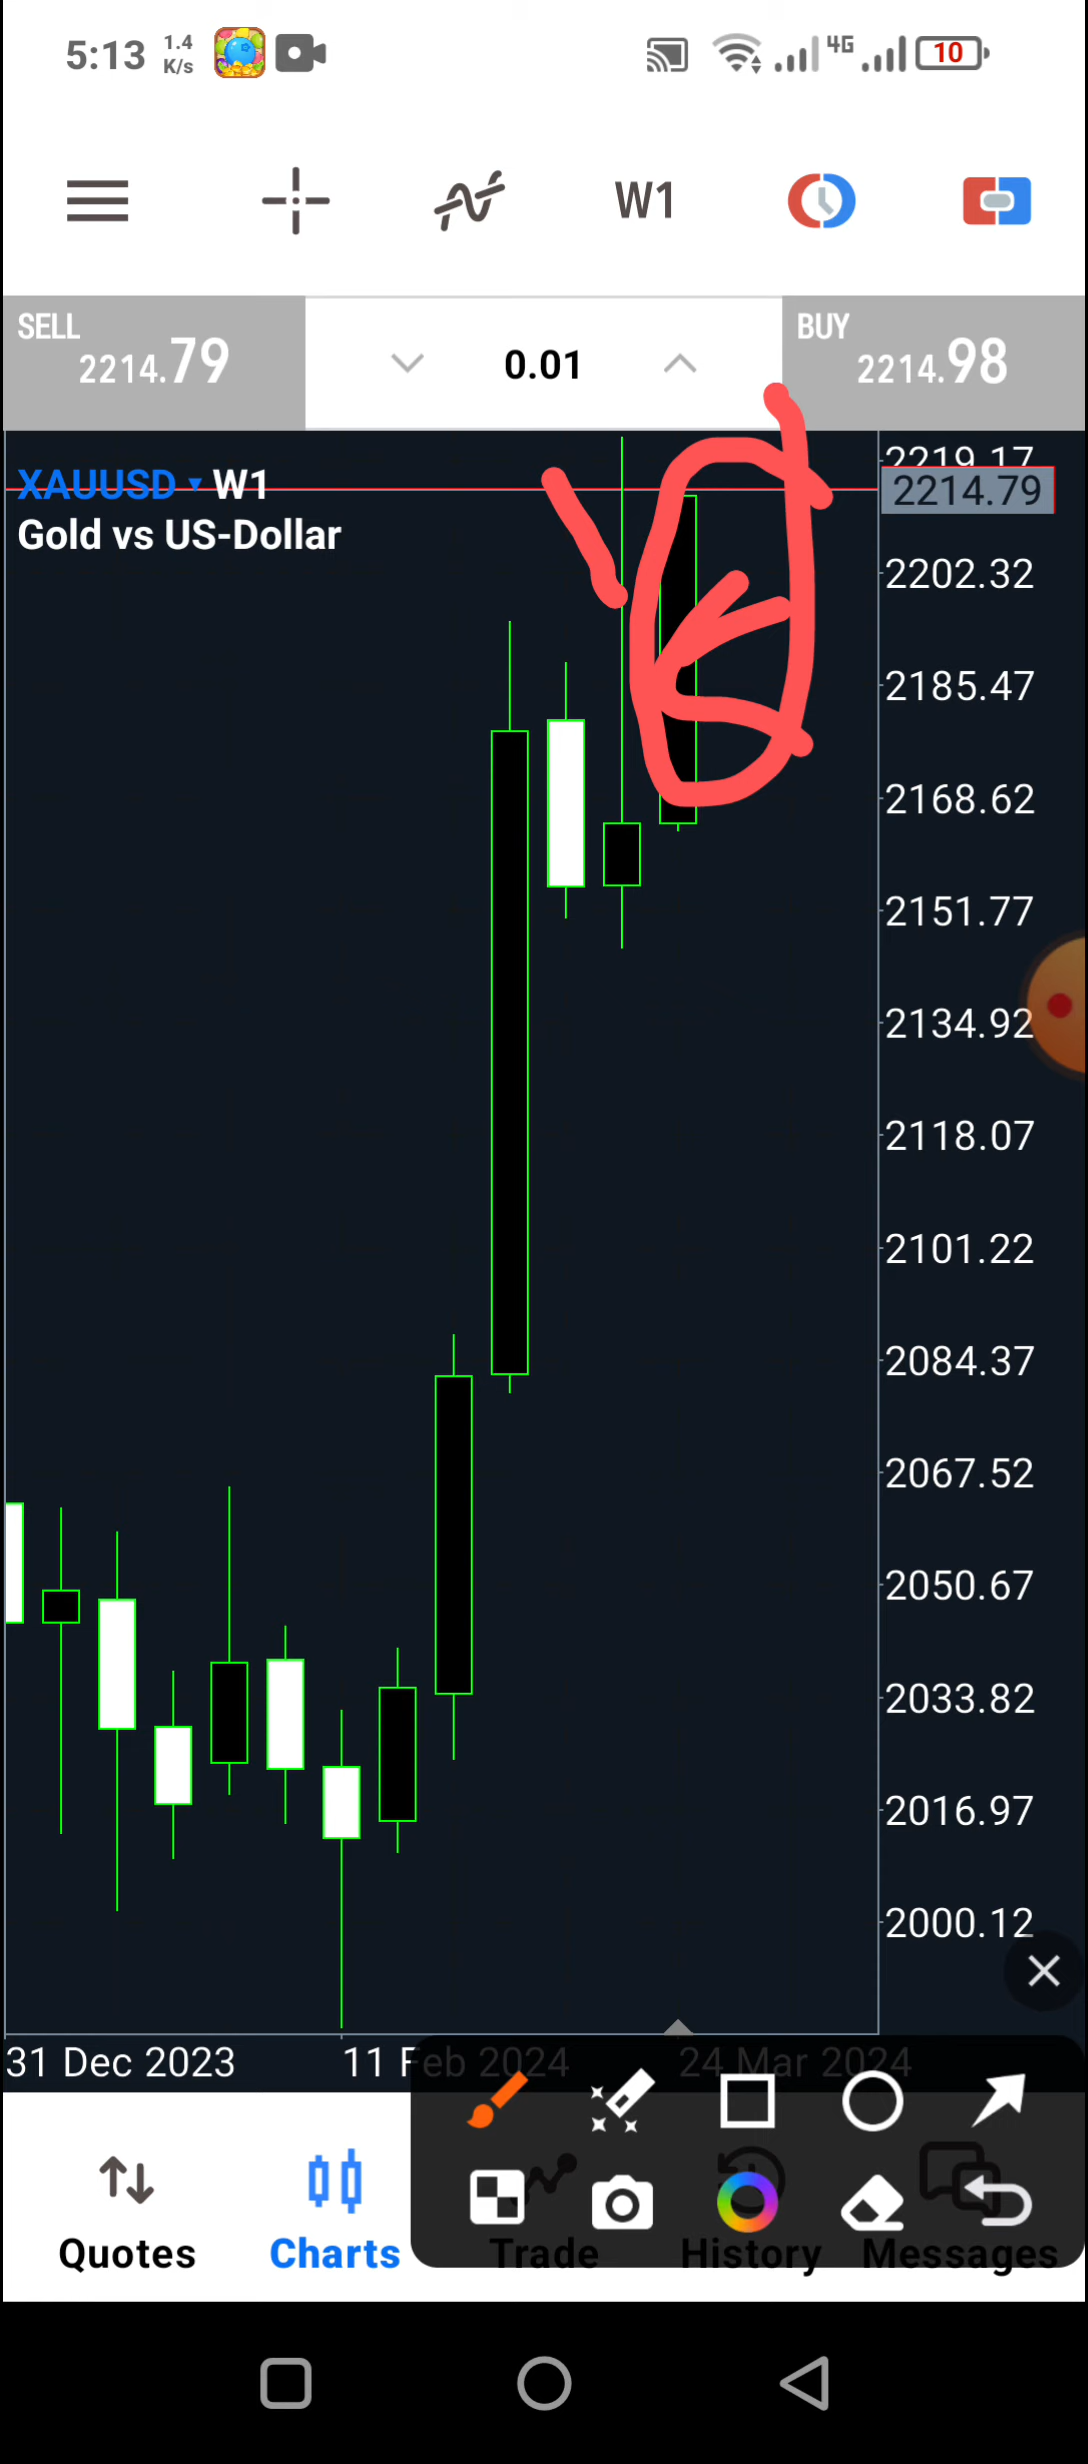 5:13 1.4 K/s 4G 10
W1
SELL 2214.79
0.01
BUY 2214.98
XAUUSD W1
Gold vs US-Dollar
2219.17
2214.79
2202.32
2185.47
2168.62
2151.77
2134.92
2118.07
2101.22
2084.37
2067.52
2050.67
2033.82
2016.97
2000.12
31 Dec 2023 11 Feb 2024 24 Mar 2024
Quotes Charts Trade History Messages